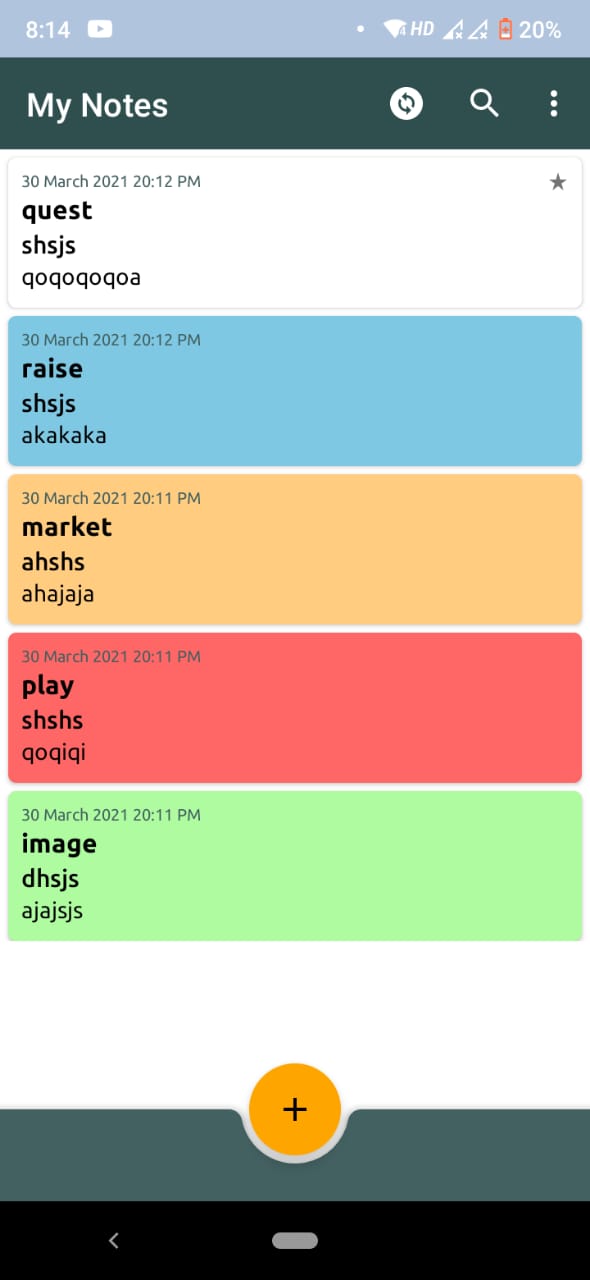 8:14
HD
20%
My Notes
30 March 2021 20:12 PM
quest
shsjs
qoqoqoqoa
30 March 2021 20:12 PM
raise
shsjs
akakaka
30 March 2021 20:11 PM
market
ahshs
ahajaja
30 March 2021 20:11 PM
play
shshs
qoqiqi
30 March 2021 20:11 PM
image
dhsjs
ajajsjs